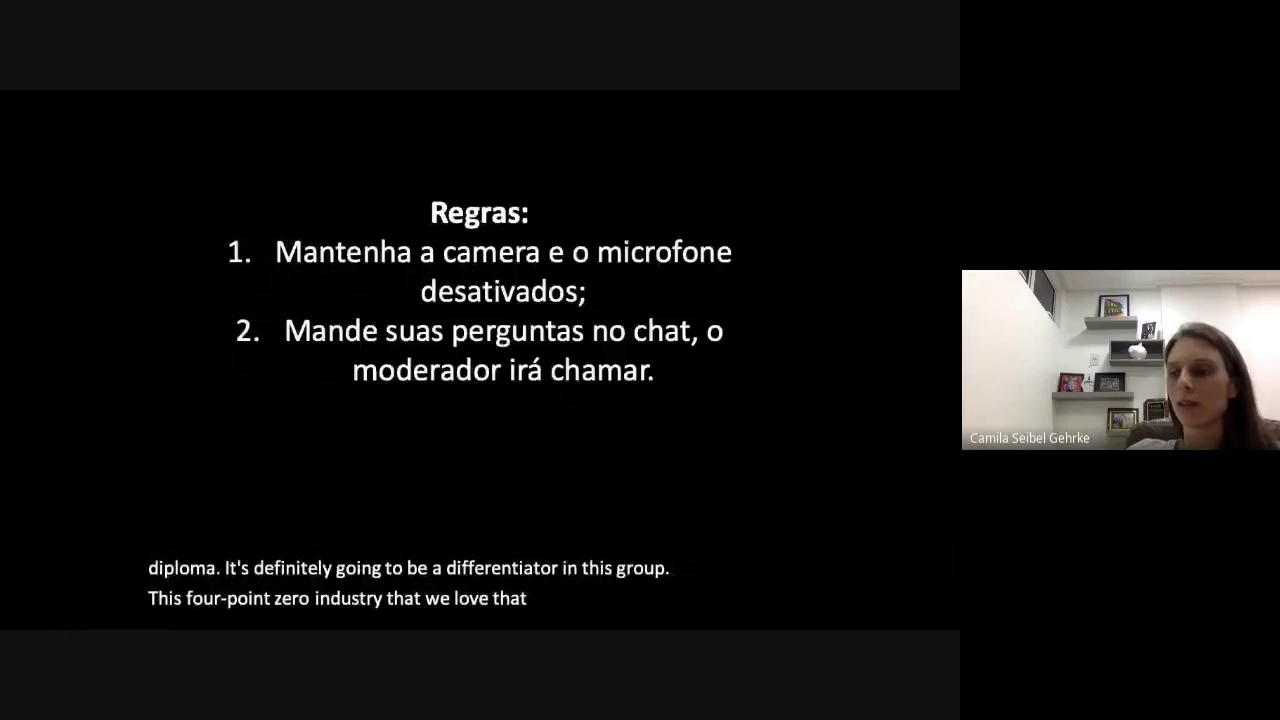 Regras:
1. Mantenha a camera e o microfone
desativados;
2. Mande suas perguntas no chat, o
moderador irá chamar.
Camila Seibel Gehrke
diploma. It's definitely going to be a differentiator in this group.
This four-point zero industry that we love that